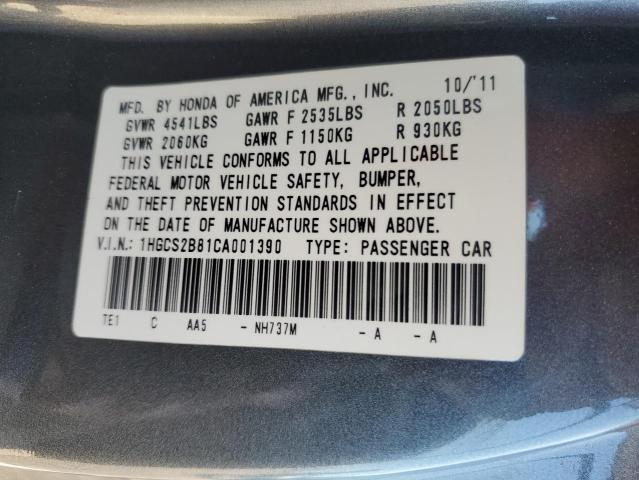 MFD. BY HONDA OF AMERICA MFG., INC. 10/'11
GVWR 4541LBS GAWR F 2535LBS R 2050LBS
GVWR 2060KG GAWR F 1150KG R 930KG
THIS VEHICLE CONFORMS TO ALL APPLICABLE
FEDERAL MOTOR VEHICLE SAFETY, BUMPER,
AND THEFT PREVENTION STANDARDS IN EFFECT
ON THE DATE OF MANUFACTURE SHOWN ABOVE.
V.I.N.: 1HGCS2B81CA001390 TYPE: PASSENGER CAR
TE1 C AA5 - NH737M - A - A